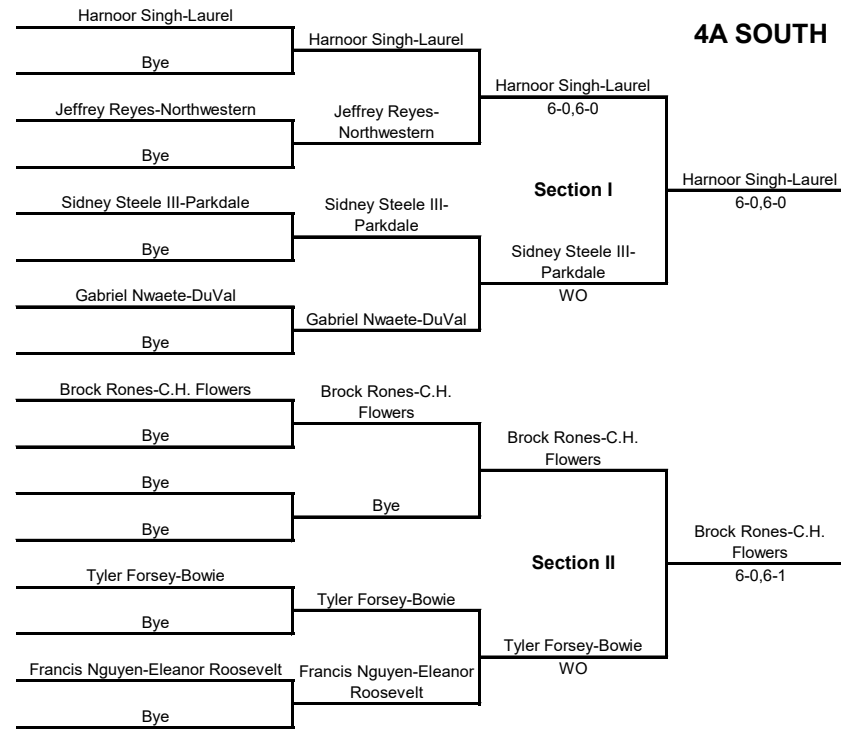 4A SOUTH
Harnoor Singh-Laurel
Bye
Jeffrey Reyes-Northwestern
Bye
Sidney Steele III-Parkdale
Bye
Gabriel Nwaete-DuVal
Bye
Brock Rones-C.H. Flowers
Bye
Bye
Bye
Tyler Forsey-Bowie
Bye
Francis Nguyen-Eleanor Roosevelt
Bye
Harnoor Singh-Laurel
Jeffrey Reyes-
Northwestern
Sidney Steele III-
Parkdale
Gabriel Nwaete-DuVal
Brock Rones-C.H.
Flowers
Bye
Tyler Forsey-Bowie
Francis Nguyen-Eleanor
Roosevelt
Harnoor Singh-Laurel
6-0,6-0
Section I
Sidney Steele III-
Parkdale
WO
Brock Rones-C.H.
Flowers
Section II
Tyler Forsey-Bowie
WO
Harnoor Singh-Laurel
6-0,6-0
Brock Rones-C.H.
Flowers
6-0,6-1